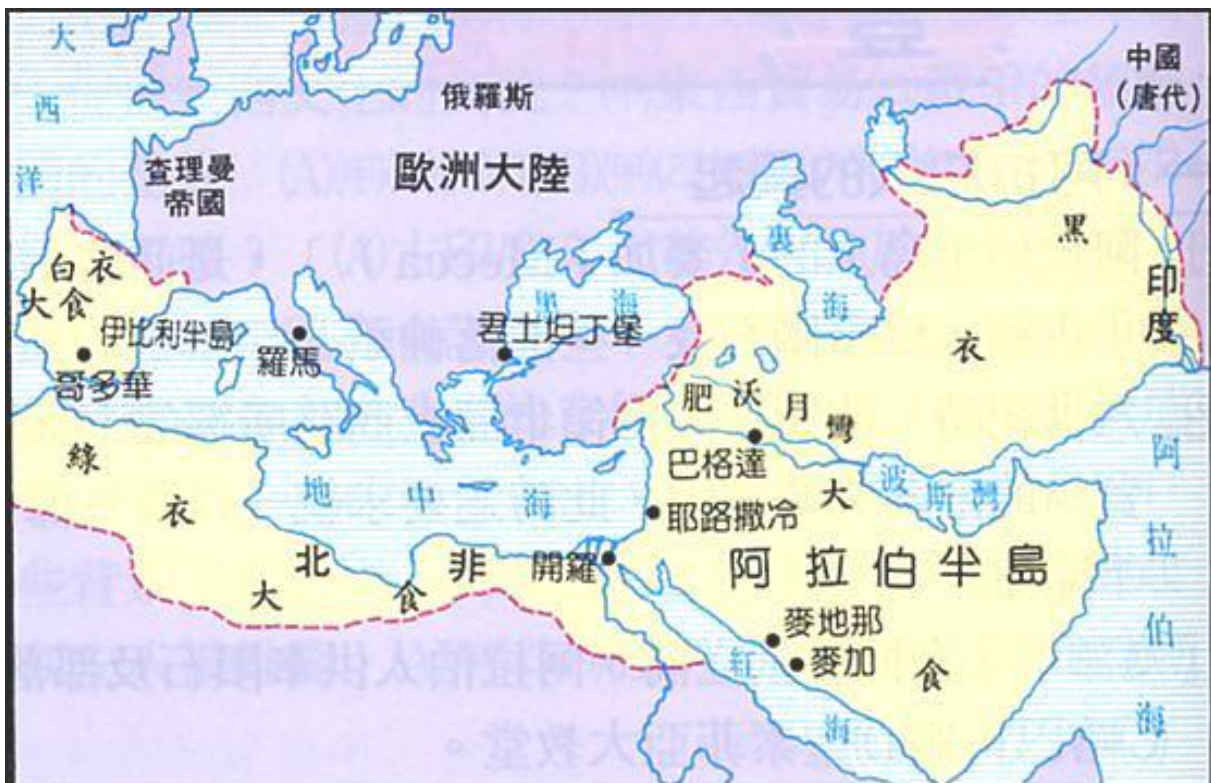 大西洋
中國
（唐代）
俄羅斯
查理曼
帝國
歐洲大陸
裏海
黑海
白衣
大食
伊比利半島
哥多華
羅馬
君士坦丁堡
黑衣大食
印度
肥沃月灣
巴格達
波斯灣
阿拉伯海
綠衣大食
地中海
耶路撒冷
北非
開羅
阿拉伯半島
麥地那
麥加
紅海